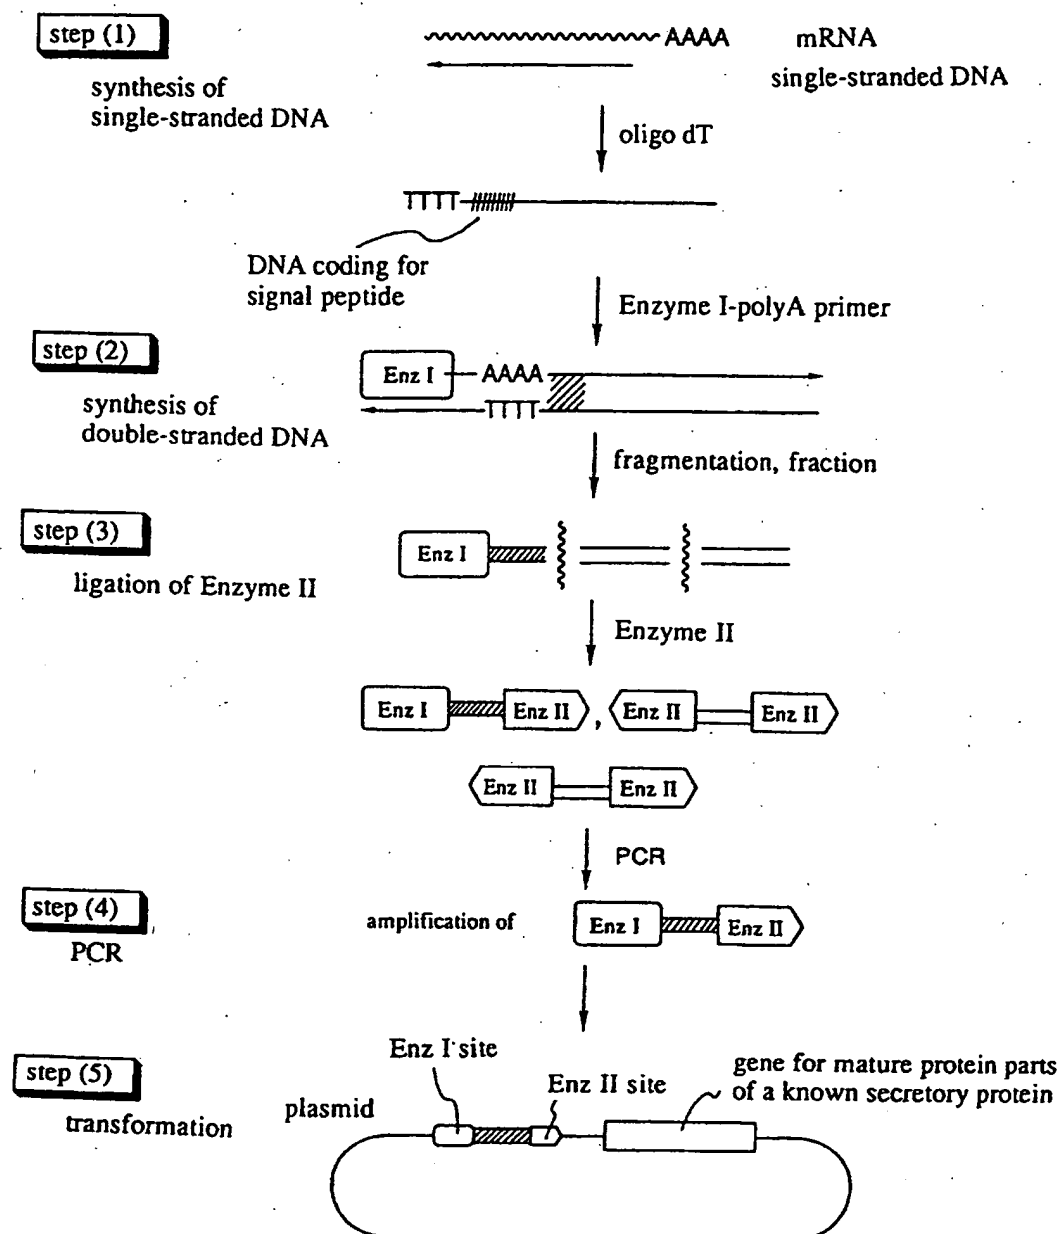 step (1)
AAAA mRNA
single-stranded DNA
synthesis of
single-stranded DNA
oligo dT
TTTT
DNA coding for
signal peptide
Enzyme I-polyA primer
step (2)
Enz I AAAA
TTTT
synthesis of
double-stranded DNA
fragmentation, fraction
step (3)
Enz I
ligation of Enzyme II
Enzyme II
Enz I Enz II , Enz II Enz II
Enz II Enz II
PCR
step (4)
amplification of Enz I Enz II
PCR
Enz I site
step (5)
gene for mature protein parts
of a known secretory protein
Enz II site
plasmid
transformation